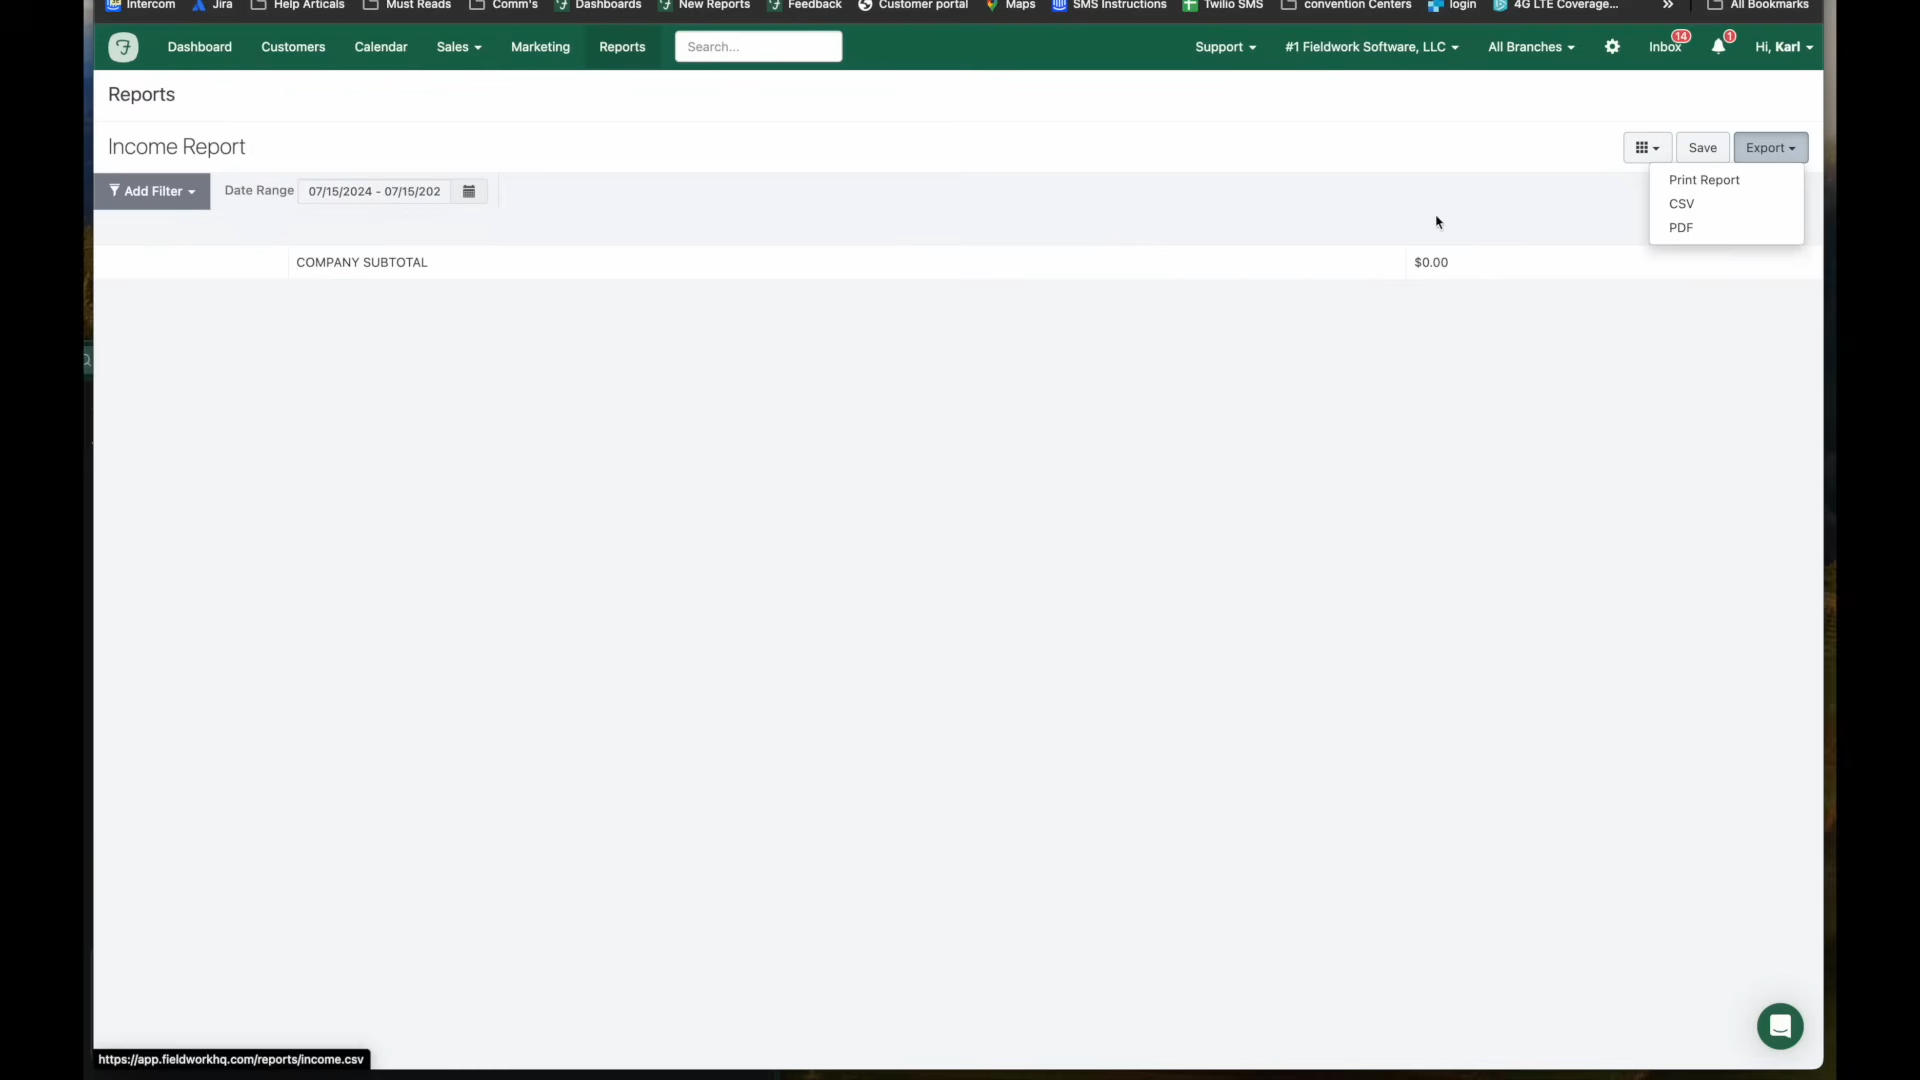 Intercom Jira Help Articals Must Reads Comm's Dashboards New Reports Feedback Customer portal Maps SMS Instructions Twilio SMS convention Centers login 4G LTE Coverage... » All Bookmarks
Dashboard Customers Calendar Sales Marketing Reports Search... Support #1 Fieldwork Software, LLC All Branches Inbox 14 1 Hi, Karl
Reports
Income Report Save Export
Print Report
Add Filter Date Range 07/15/2024 - 07/15/202
CSV
PDF
COMPANY SUBTOTAL $0.00
https://app.fieldworkhq.com/reports/income.csv